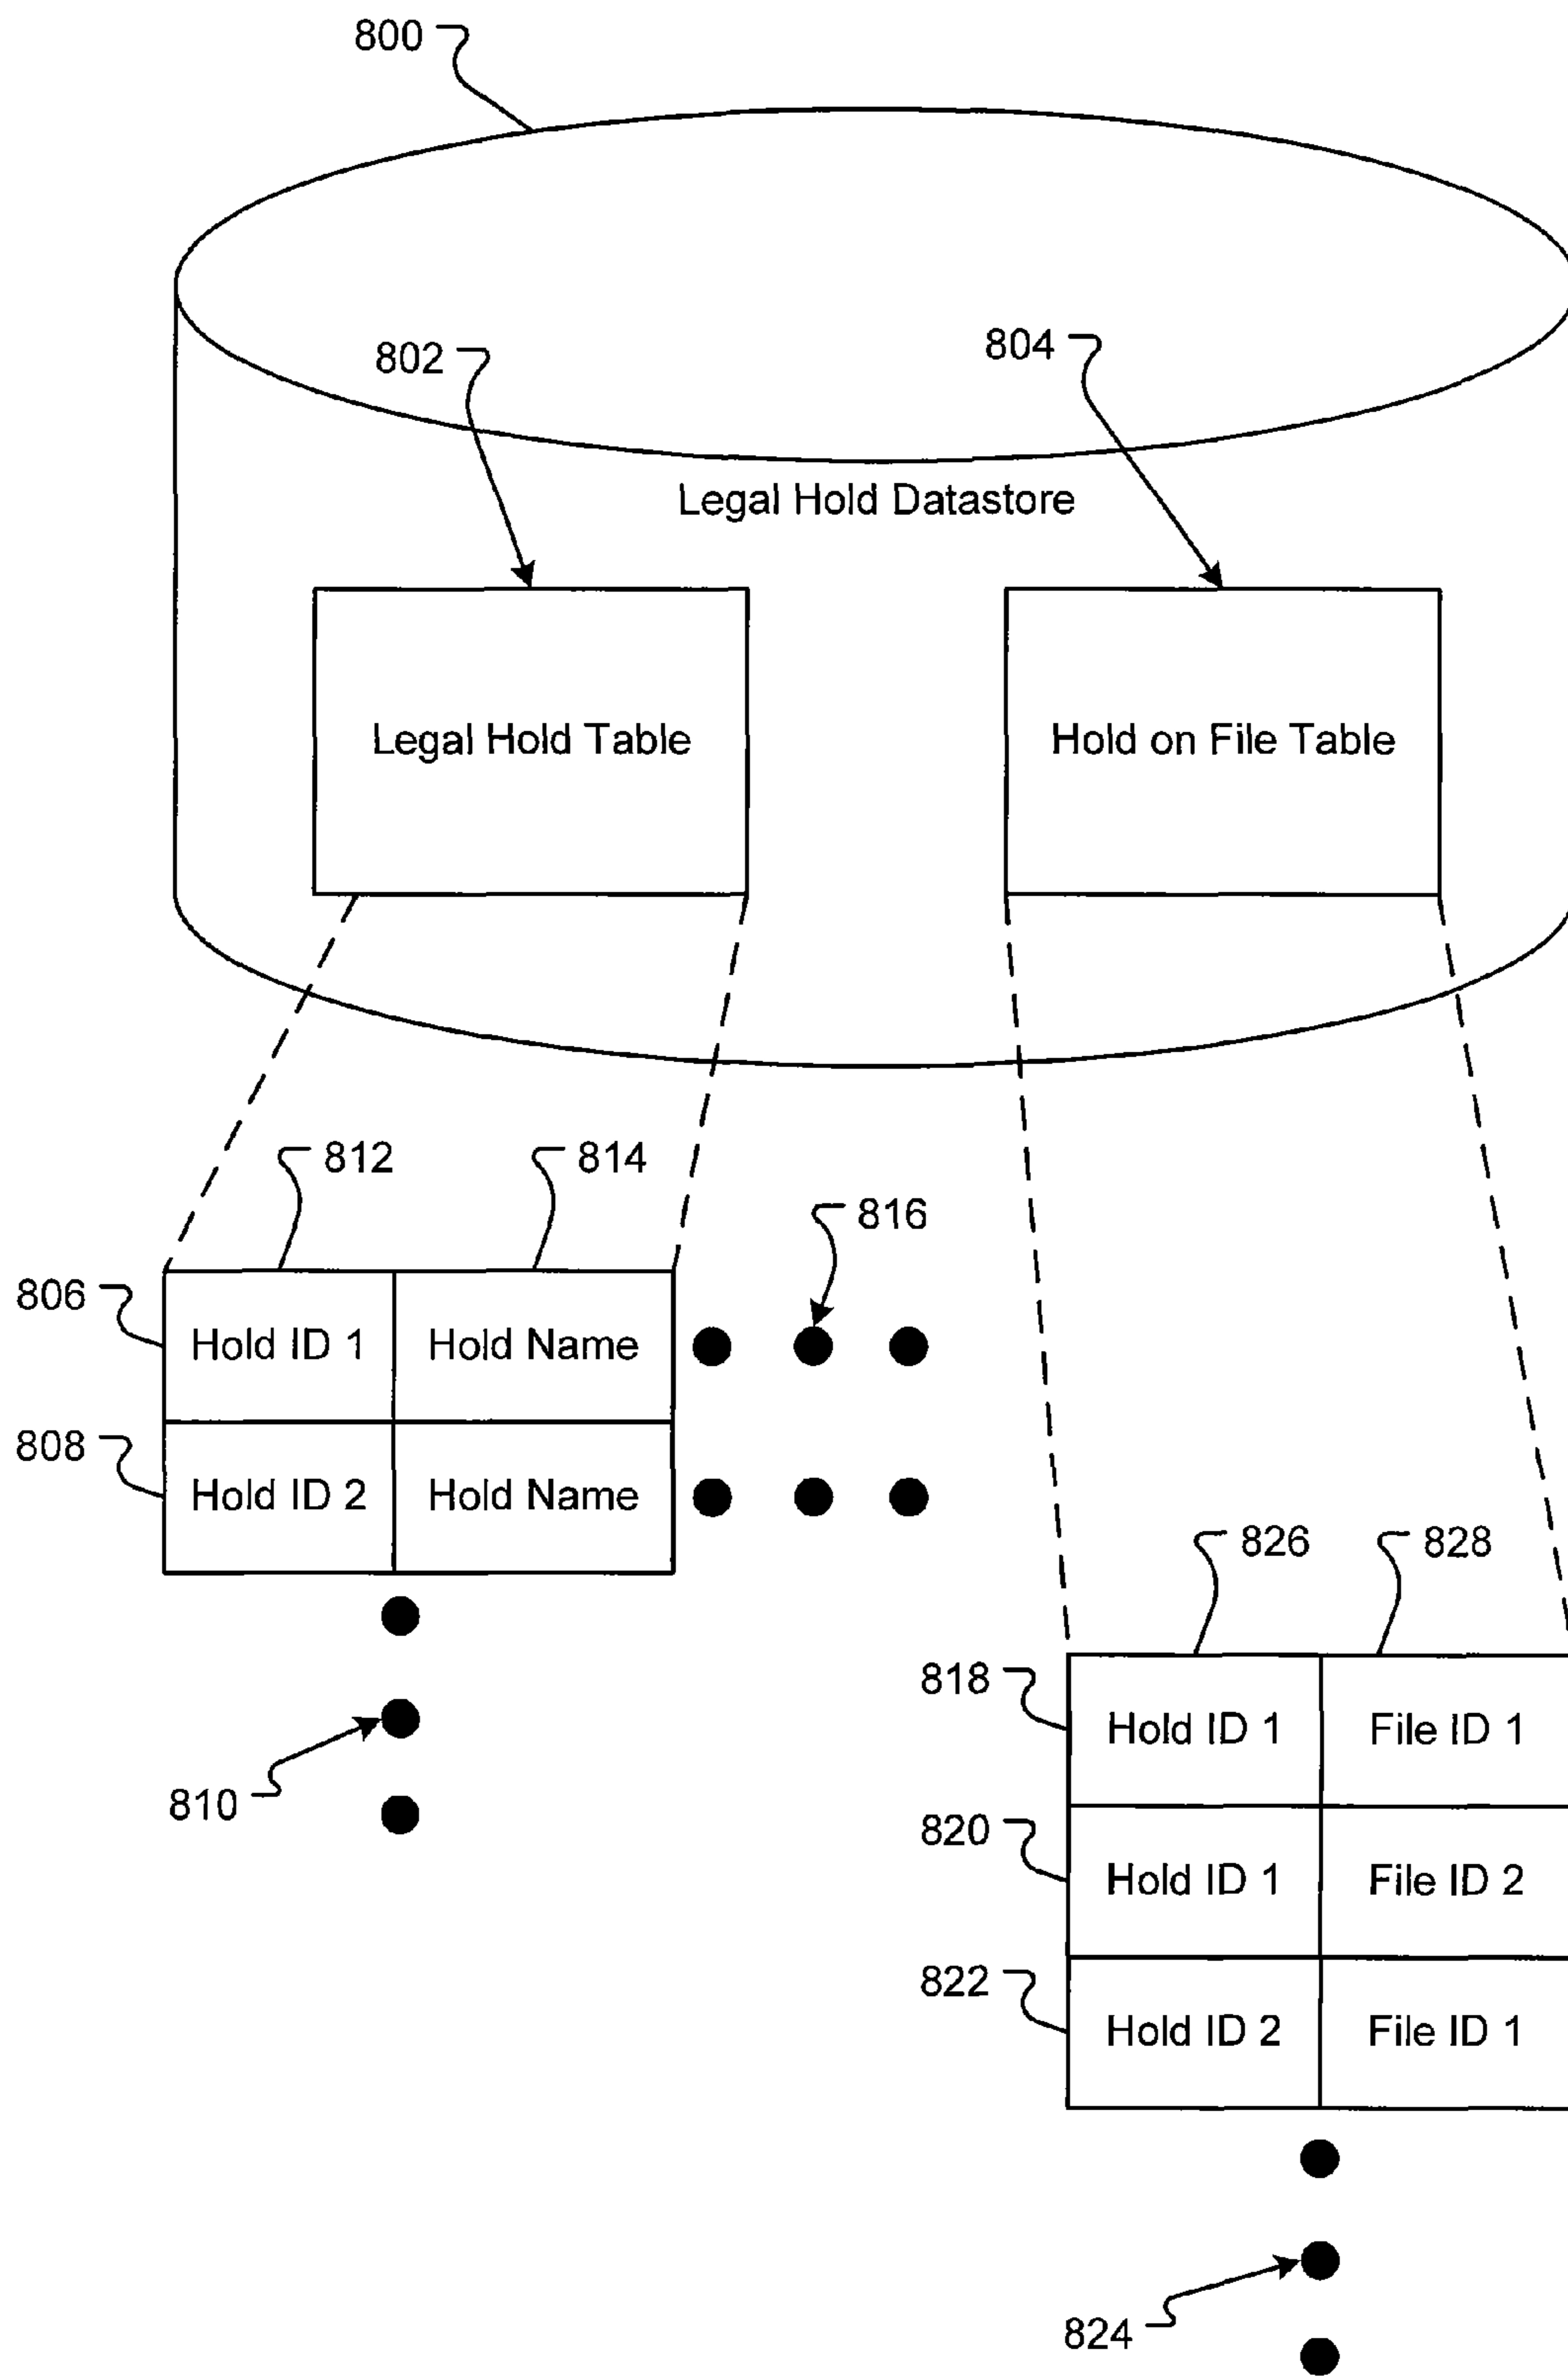 800
802
804
Legal Hold Datastore
Legal Hold Table
Hold on File Table
812
814
816
806
Hold ID 1
Hold Name
808
Hold ID 2
Hold Name
810
826
828
818
Hold ID 1
File ID 1
820
Hold ID 1
File ID 2
822
Hold ID 2
File ID 1
824